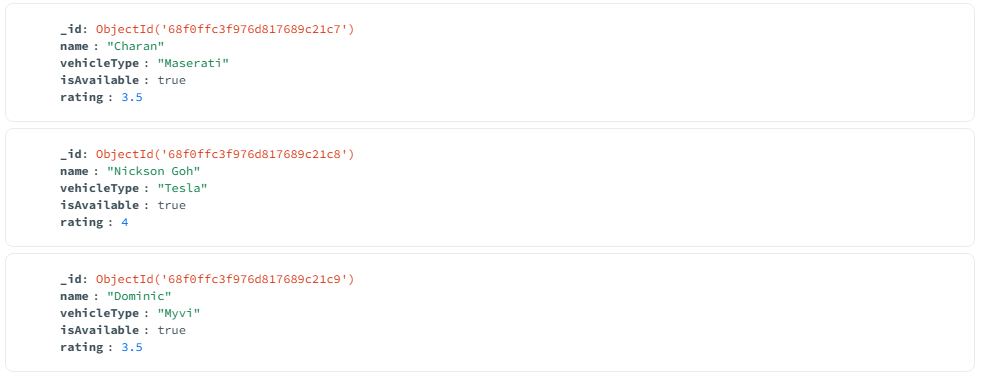 _id: ObjectId('68f0ffc3f976d817689c21c7')
name : "Charan"
vehicleType : "Maserati"
isAvailable : true
rating : 3.5
_id: ObjectId('68f0ffc3f976d817689c21c8')
name : "Nickson Goh"
vehicleType : "Tesla"
isAvailable : true
rating : 4
_id: ObjectId('68f0ffc3f976d817689c21c9')
name : "Dominic"
vehicleType : "Myvi"
isAvailable : true
rating : 3.5